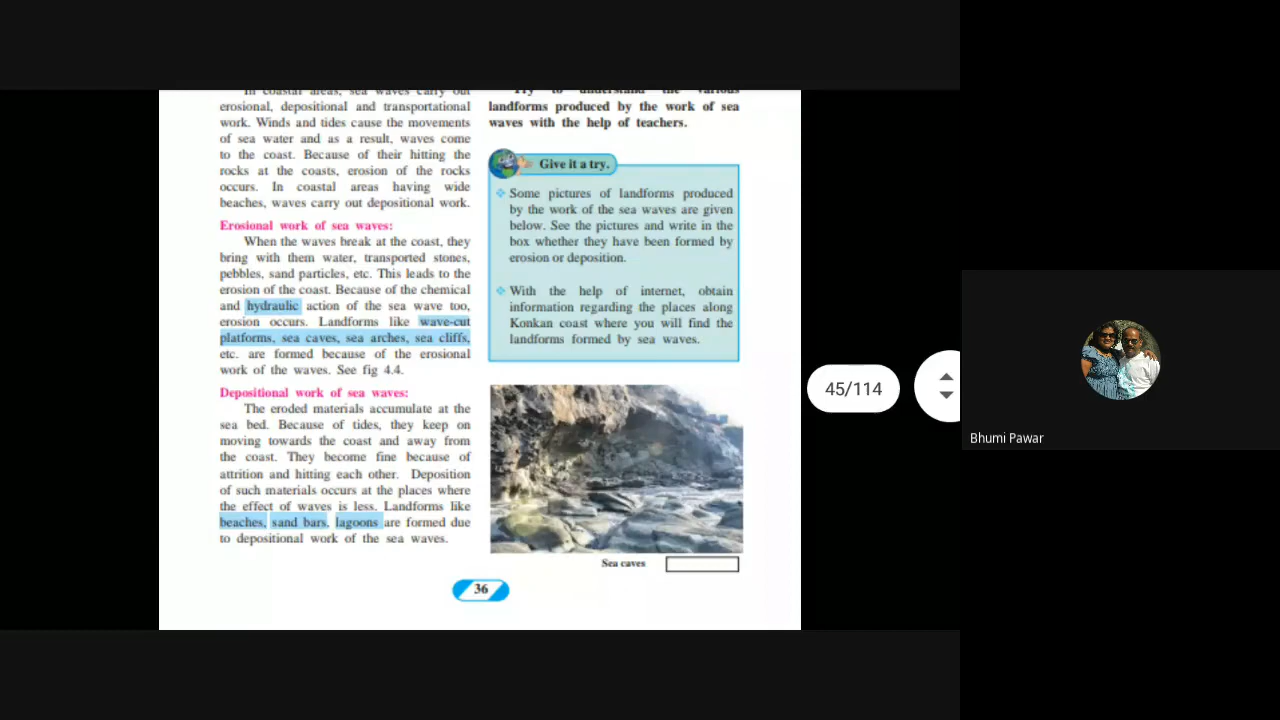 In coastal areas, sea waves carry out
erosional, depositional and transportational
work. Winds and tides cause the movements
of sea water and as a result, waves come
to the coast. Because of their hitting the
rocks at the coasts, erosion of the rocks
occurs. In coastal areas having wide
beaches, waves carry out depositional work.
Erosional work of sea waves:
When the waves break at the coast, they
bring with them water, transported stones,
pebbles, sand particles, etc. This leads to the
erosion of the coast. Because of the chemical
and hydraulic action of the sea wave too,
erosion occurs. Landforms like wave-cut
platforms, sea caves, sea arches, sea cliffs,
etc. are formed because of the erosional
work of the waves. See fig 4.4.
Depositional work of sea waves:
The eroded materials accumulate at the
sea bed. Because of tides, they keep on
moving towards the coast and away from
the coast. They become fine because of
attrition and hitting each other. Deposition
of such materials occurs at the places where
the effect of waves is less. Landforms like
beaches, sand bars, lagoons are formed due
to depositional work of the sea waves.
Try to understand the various
landforms produced by the work of sea
waves with the help of teachers.
Give it a try.
Some pictures of landforms produced
by the work of the sea waves are given
below. See the pictures and write in the
box whether they have been formed by
erosion or deposition.
With the help of internet, obtain
information regarding the places along
Konkan coast where you will find the
landforms formed by sea waves.
Sea caves
36
45/114
Bhumi Pawar